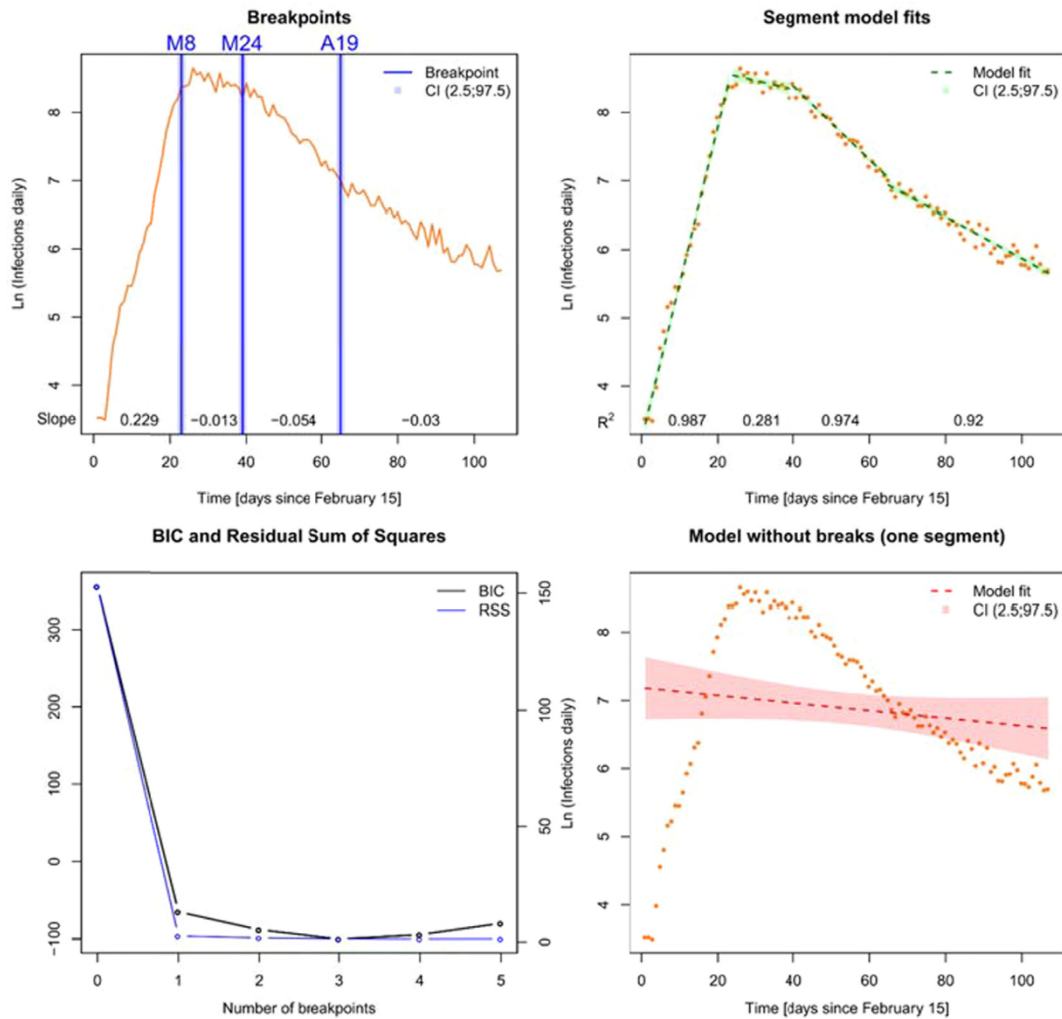 Breakpoints
M8 M24 A19
Breakpoint
CI (2.5;97.5)
Ln (Infections daily)
8
7
6
5
4
Slope 0.229 −0.013 −0.054 −0.03
0 20 40 60 80 100
Time [days since February 15]
Segment model fits
Model fit
CI (2.5;97.5)
Ln (Infections daily)
8
7
6
5
4
R² 0.987 0.281 0.974 0.92
0 20 40 60 80 100
Time [days since February 15]
BIC and Residual Sum of Squares
BIC
RSS
300
200
100
0
−100
150
100
50
0
0 1 2 3 4 5
Number of breakpoints
Model without breaks (one segment)
Model fit
CI (2.5;97.5)
Ln (Infections daily)
8
7
6
5
4
0 20 40 60 80 100
Time [days since February 15]